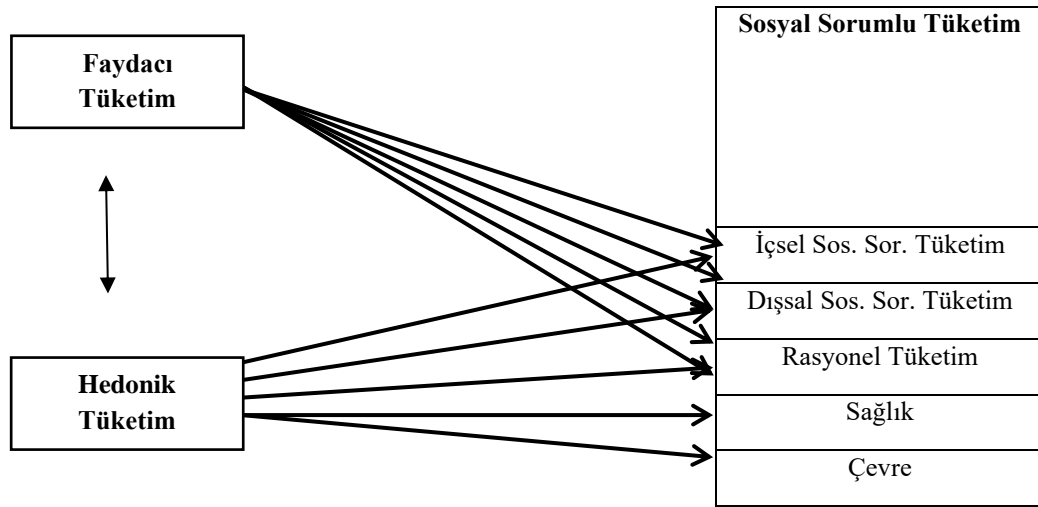 Sosyal Sorumlu Tüketim
Faydacı
Tüketim
İçsel Sos. Sor. Tüketim
Dışsal Sos. Sor. Tüketim
Rasyonel Tüketim
Hedonik
Tüketim
Sağlık
Çevre